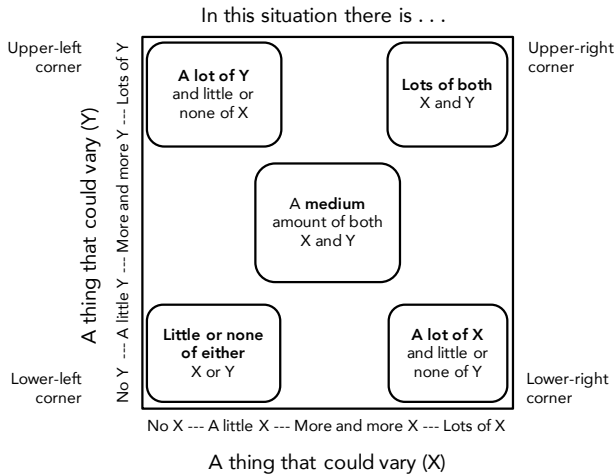 In this situation there is . . .
Upper-left
corner
Upper-right
corner
A lot of Y
and little or
none of X
Lots of both
X and Y
A medium
amount of both
X and Y
Little or none
of either
X or Y
A lot of X
and little or
none of Y
Lower-left
corner
Lower-right
corner
A thing that could vary (Y)
No Y --- A little Y --- More and more Y --- Lots of Y
No X --- A little X --- More and more X --- Lots of X
A thing that could vary (X)